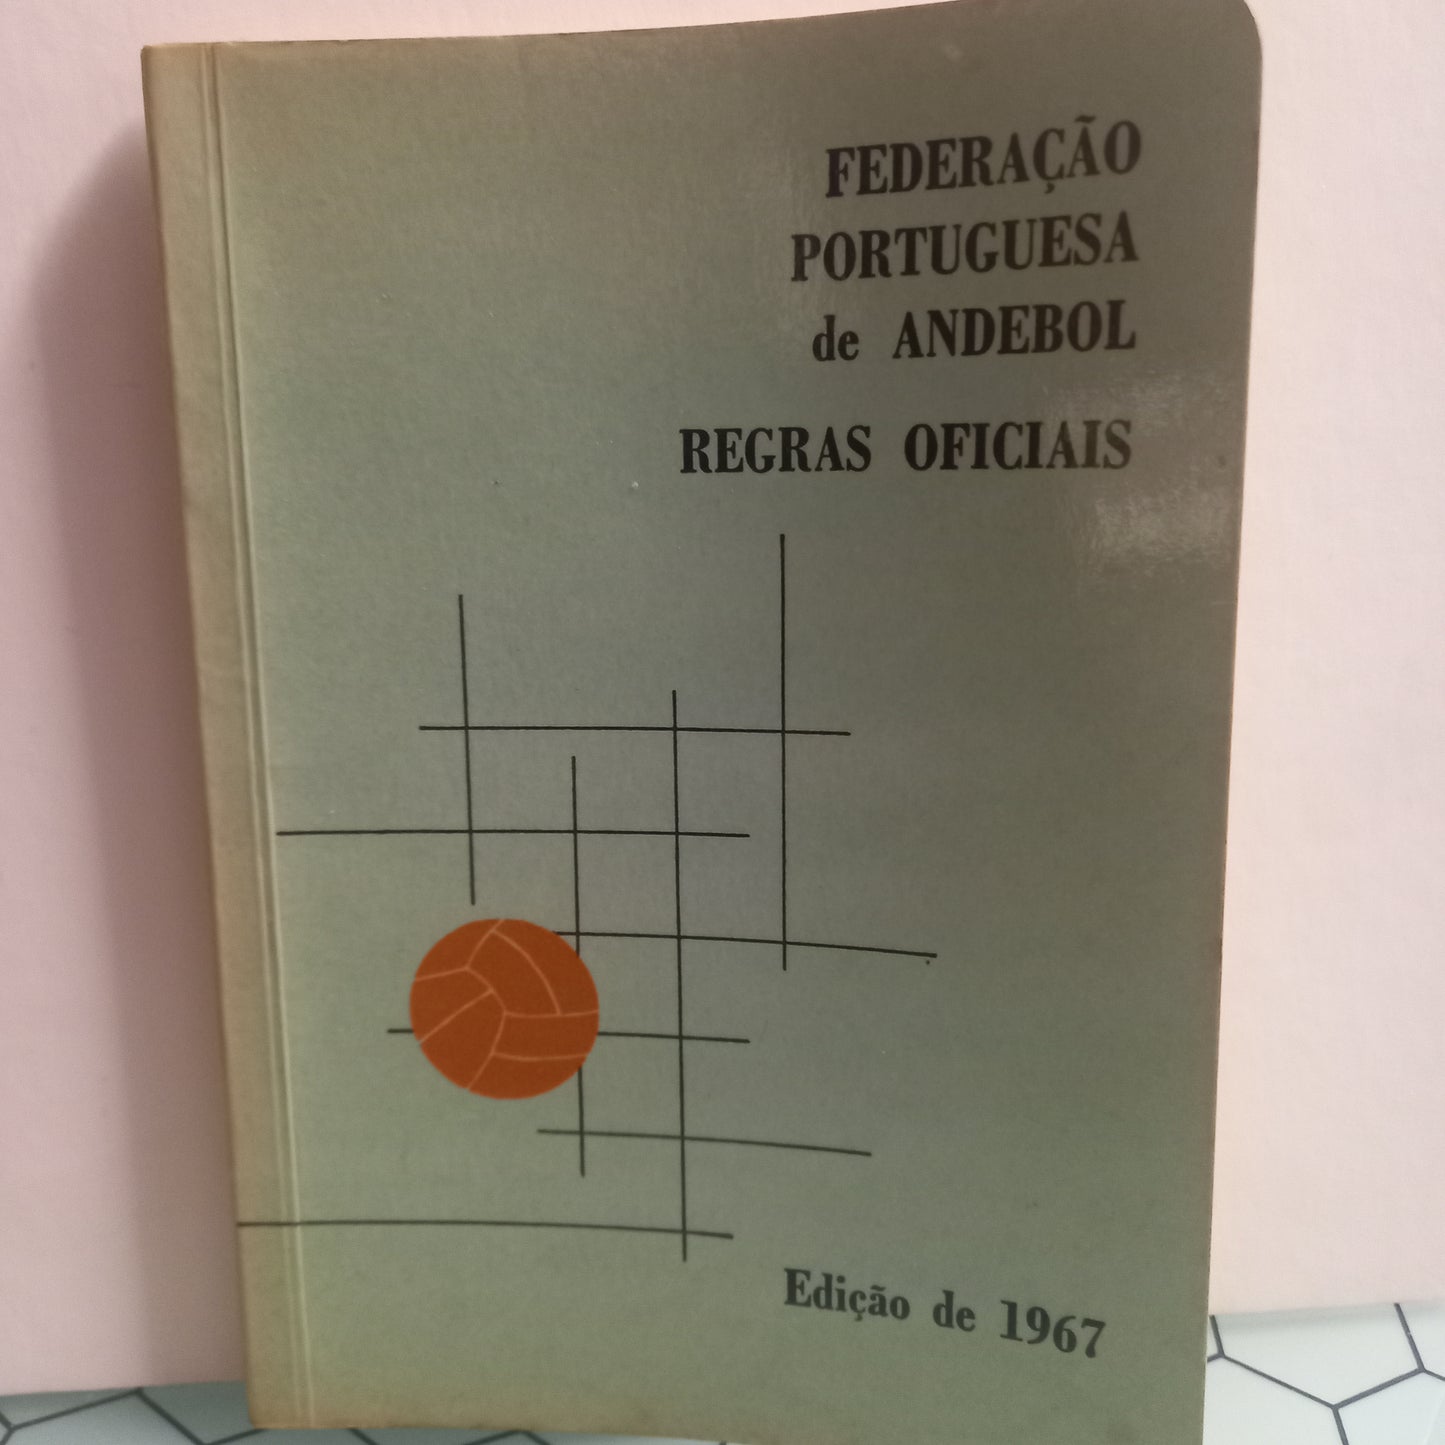 FEDERAÇÃO
PORTUGUESA
de ANDEBOL
REGRAS OFICIAIS
Edição de 1967